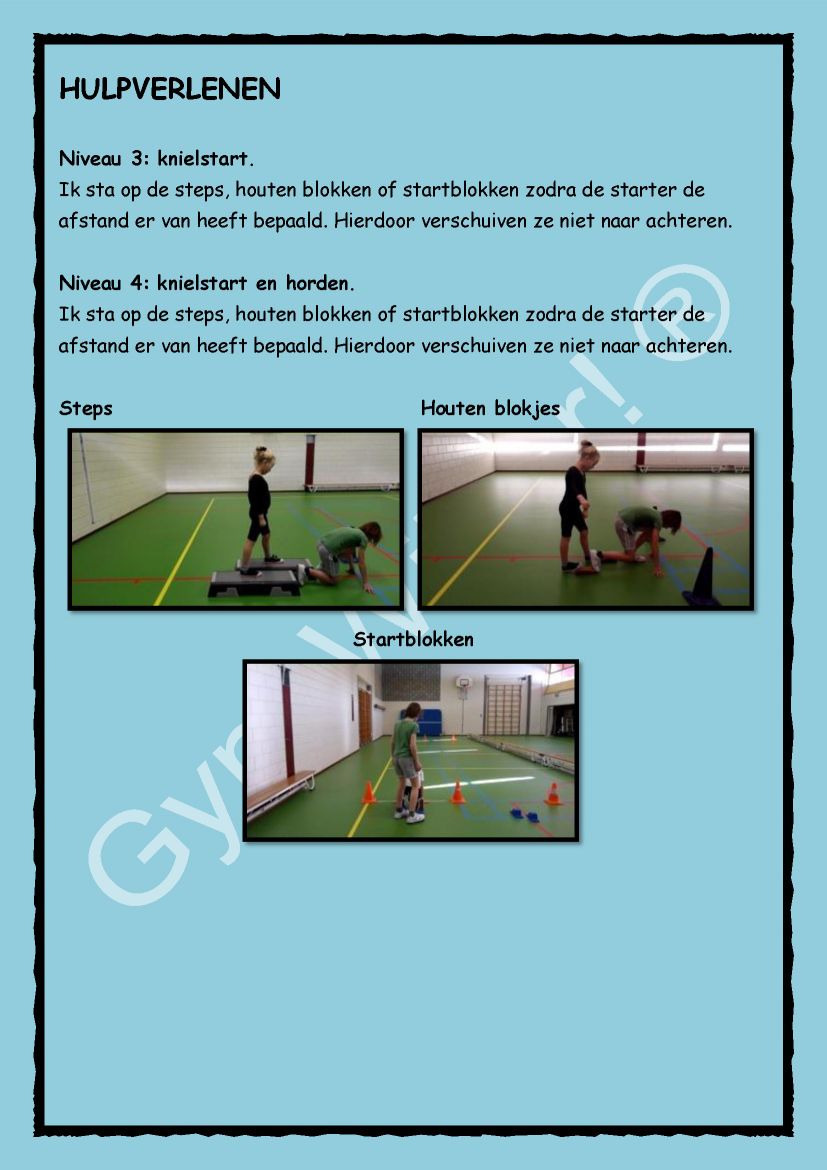 HULPVERLENEN
Niveau 3: knielstart.
Ik sta op de steps, houten blokken of startblokken zodra de starter de
afstand er van heeft bepaald. Hierdoor verschuiven ze niet naar achteren.
Niveau 4: knielstart en horden.
Ik sta op de steps, houten blokken of startblokken zodra de starter de
afstand er van heeft bepaald. Hierdoor verschuiven ze niet naar achteren.
Steps
Houten blokjes
Startblokken